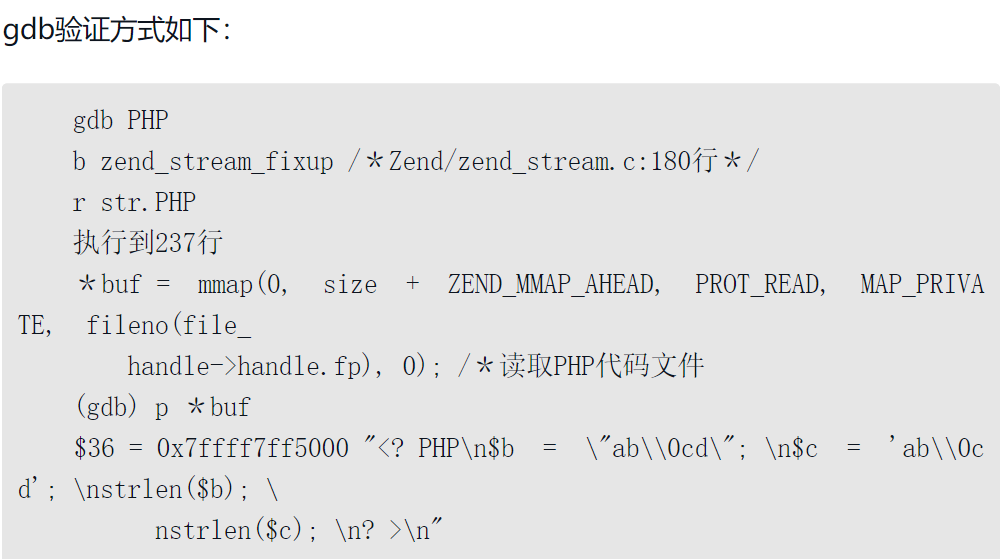 gdb验证方式如下：
gdb PHP
b zend_stream_fixup /＊Zend/zend_stream.c:180行＊/
r str.PHP
执行到237行
＊buf = mmap(0, size + ZEND_MMAP_AHEAD, PROT_READ, MAP_PRIVA
TE, fileno(file_
handle->handle.fp), 0); /＊读取PHP代码文件
(gdb) p ＊buf
$36 = 0x7ffff7ff5000 "<? PHP\n$b = \"ab\\0cd\"; \n$c = 'ab\\0c
d'; \nstrlen($b); \
nstrlen($c); \n? >\n"